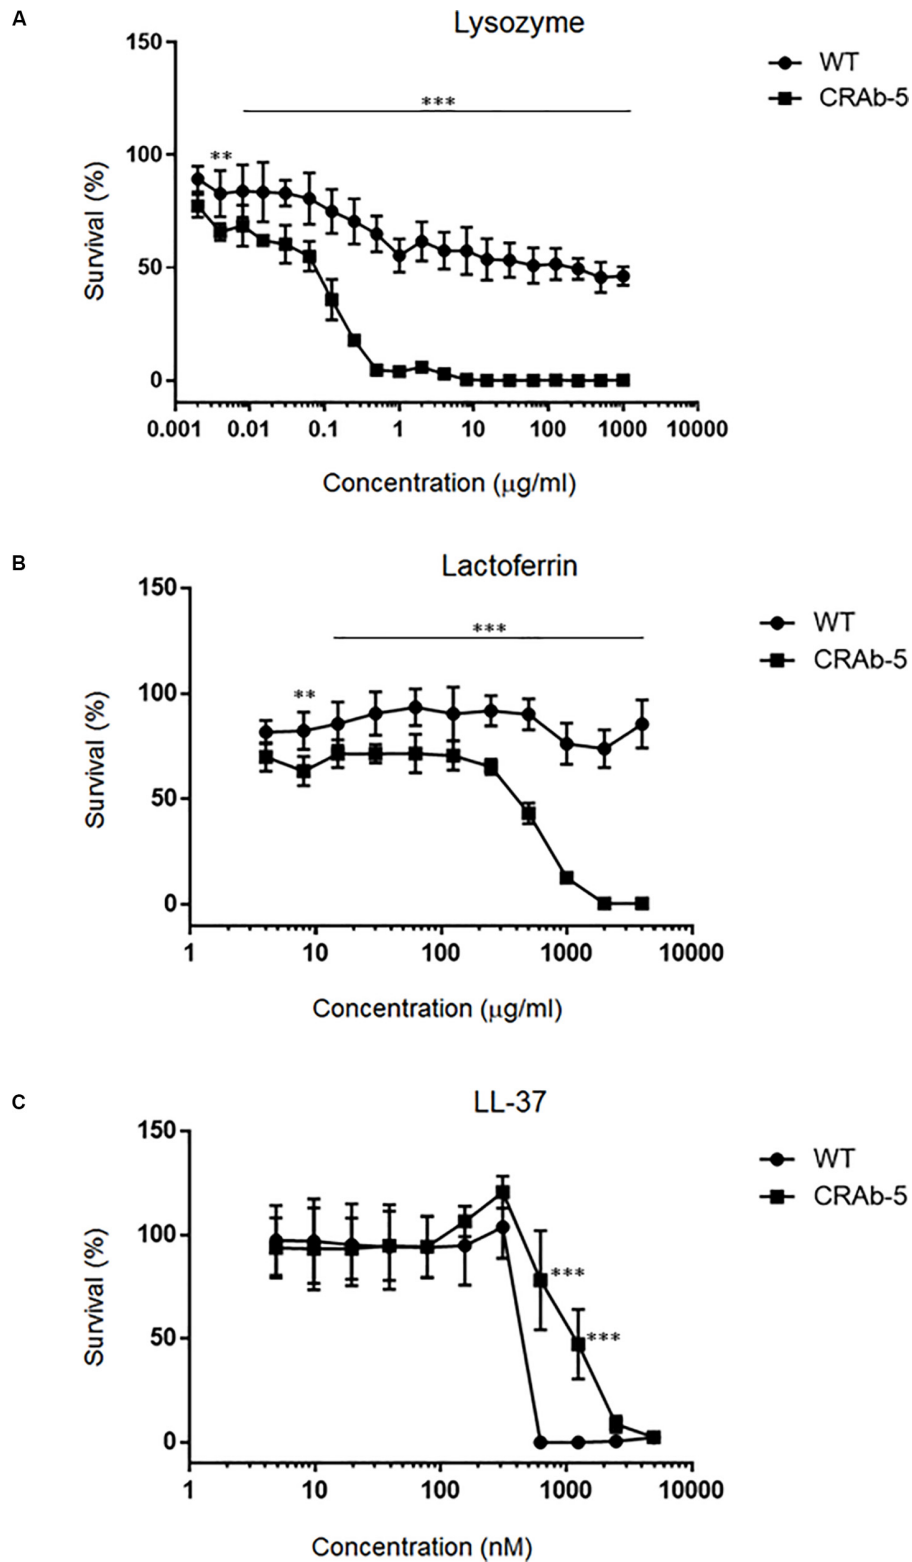 A
Lysozyme
150
100
50
0
Survival (%)
**
***
WT
CRAb-5
0.001 0.01 0.1 1 10 100 1000 10000
Concentration (µg/ml)
B
Lactoferrin
150
100
50
0
Survival (%)
**
***
WT
CRAb-5
1 10 100 1000 10000
Concentration (µg/ml)
C
LL-37
150
100
50
0
Survival (%)
***
***
WT
CRAb-5
1 10 100 1000 10000
Concentration (nM)